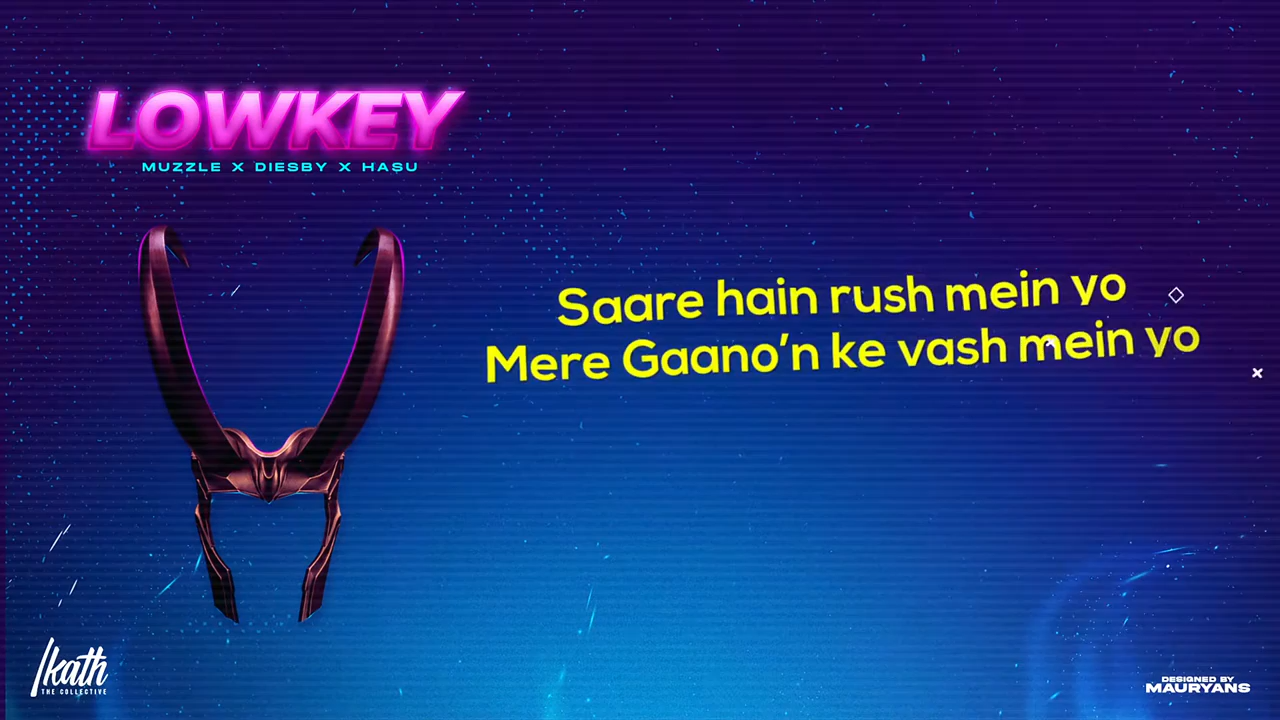 LOWKEY
MUZZLE X DIESBY X HASU
Saare hain rush mein yo
Mere Gaano'n ke vash mein yo
Ikath
THE COLLECTIVE
DESIGNED BY
MAURYANS